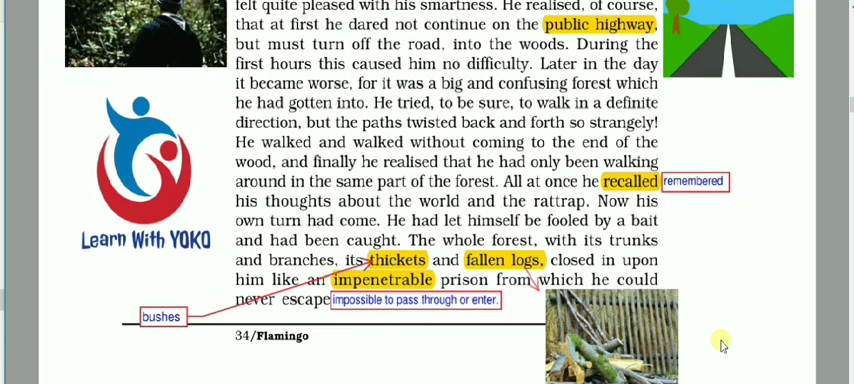 felt quite pleased with his smartness. He realised, of course,
that at first he dared not continue on the public highway,
but must turn off the road, into the woods. During the
first hours this caused him no difficulty. Later in the day
it became worse, for it was a big and confusing forest which
he had gotten into. He tried, to be sure, to walk in a definite
direction, but the paths twisted back and forth so strangely!
He walked and walked without coming to the end of the
wood, and finally he realised that he had only been walking
around in the same part of the forest. All at once he recalled
remembered
his thoughts about the world and the rattrap. Now his
own turn had come. He had let himself be fooled by a bait
and had been caught. The whole forest, with its trunks
and branches, its thickets and fallen logs, closed in upon
him like an impenetrable prison from which he could
never escape
impossible to pass through or enter.
bushes
34/Flamingo
Learn With YOKO